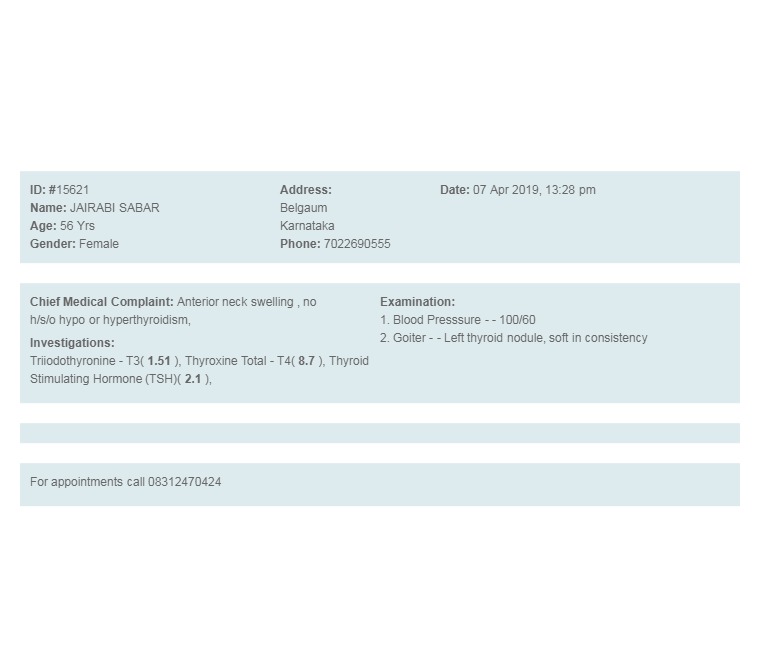 ID: #15621
Name: JAIRABI SABAR
Age: 56 Yrs
Gender: Female
Address:
Belgaum
Karnataka
Phone: 7022690555
Date: 07 Apr 2019, 13:28 pm
Chief Medical Complaint: Anterior neck swelling , no
h/s/o hypo or hyperthyroidism,
Investigations:
Triiodothyronine - T3( 1.51 ), Thyroxine Total - T4( 8.7 ), Thyroid
Stimulating Hormone (TSH)( 2.1 ),
Examination:
1. Blood Presssure - - 100/60
2. Goiter - - Left thyroid nodule, soft in consistency
For appointments call 08312470424